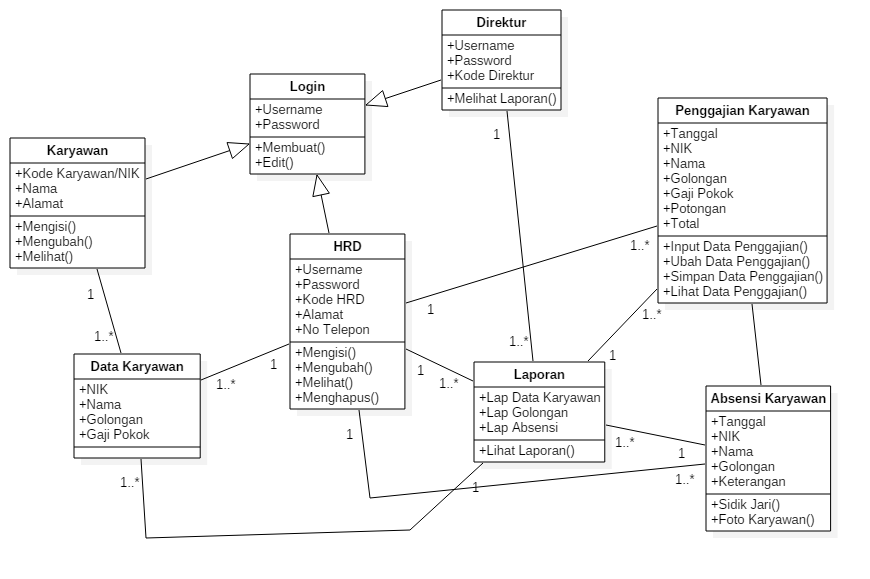 Direktur
+Username
+Password
+Kode Direktur
+Melihat Laporan()
Login
+Username
+Password
+Membuat()
+Edit()
Penggajian Karyawan
+Tanggal
+NIK
+Nama
+Golongan
+Gaji Pokok
+Potongan
+Total
+Input Data Penggajian()
+Ubah Data Penggajian()
+Simpan Data Penggajian()
+Lihat Data Penggajian()
Karyawan
+Kode Karyawan/NIK
+Nama
+Alamat
+Mengisi()
+Mengubah()
+Melihat()
HRD
+Username
+Password
+Kode HRD
+Alamat
+No Telepon
+Mengisi()
+Mengubah()
+Melihat()
+Menghapus()
Data Karyawan
+NIK
+Nama
+Golongan
+Gaji Pokok
Laporan
+Lap Data Karyawan
+Lap Golongan
+Lap Absensi
+Lihat Laporan()
Absensi Karyawan
+Tanggal
+NIK
+Nama
+Golongan
+Keterangan
+Sidik Jari()
+Foto Karyawan()
1
1..*
1
1..*
1
1..*
1
1..*
1
1..*
1
1..*
1..*
1
1
1..*
1..*
1